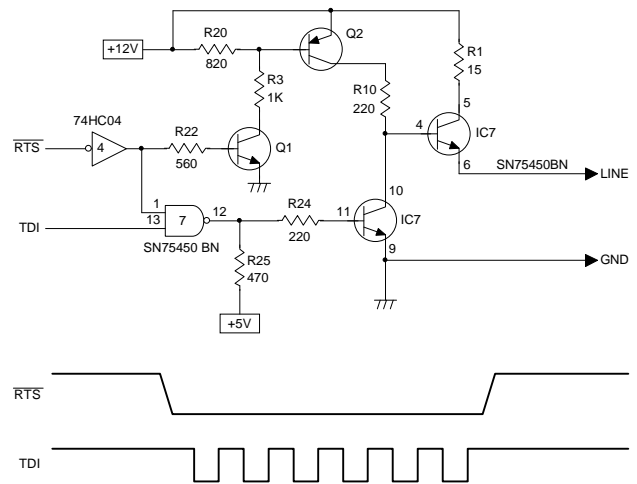 +12V
R20
820
Q2
R1
15
R3
1K
R10
220
5
4
IC7
6
SN75450BN
LINE
74HC04
RTS
4
R22
560
Q1
1
13
TDI
7
12
SN75450 BN
R24
220
11
10
IC7
9
GND
R25
470
+5V
RTS
TDI